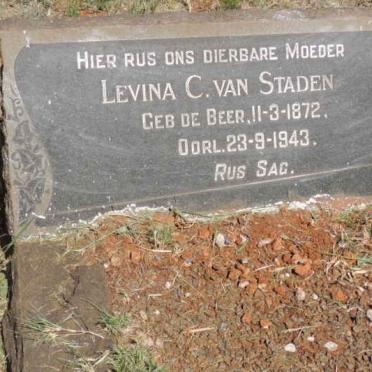 Hier rus ons dierbare Moeder
Levina C. van Staden
Geb de Beer, 11-3-1872.
Oorl. 23-9-1943.
Rus Sag.